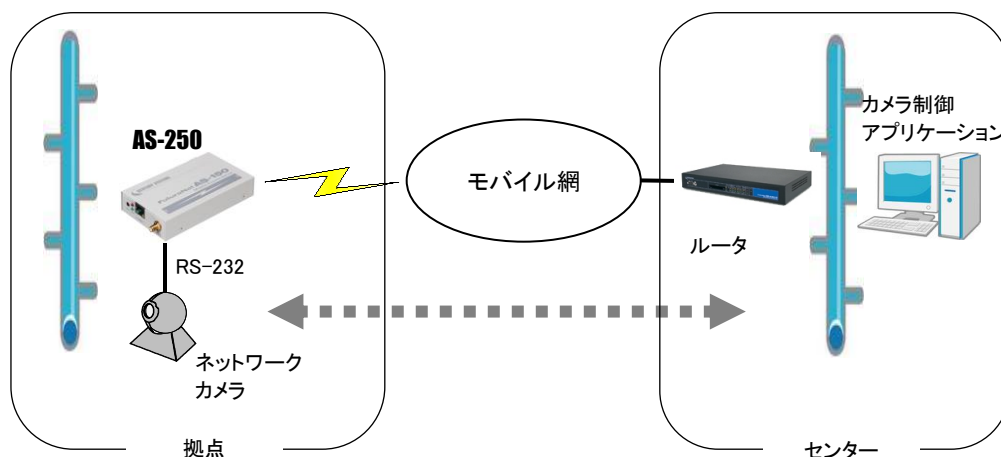 AS-250
RS-232
ネットワーク
カメラ
拠点
モバイル網
ルータ
カメラ制御
アプリケーション
センター